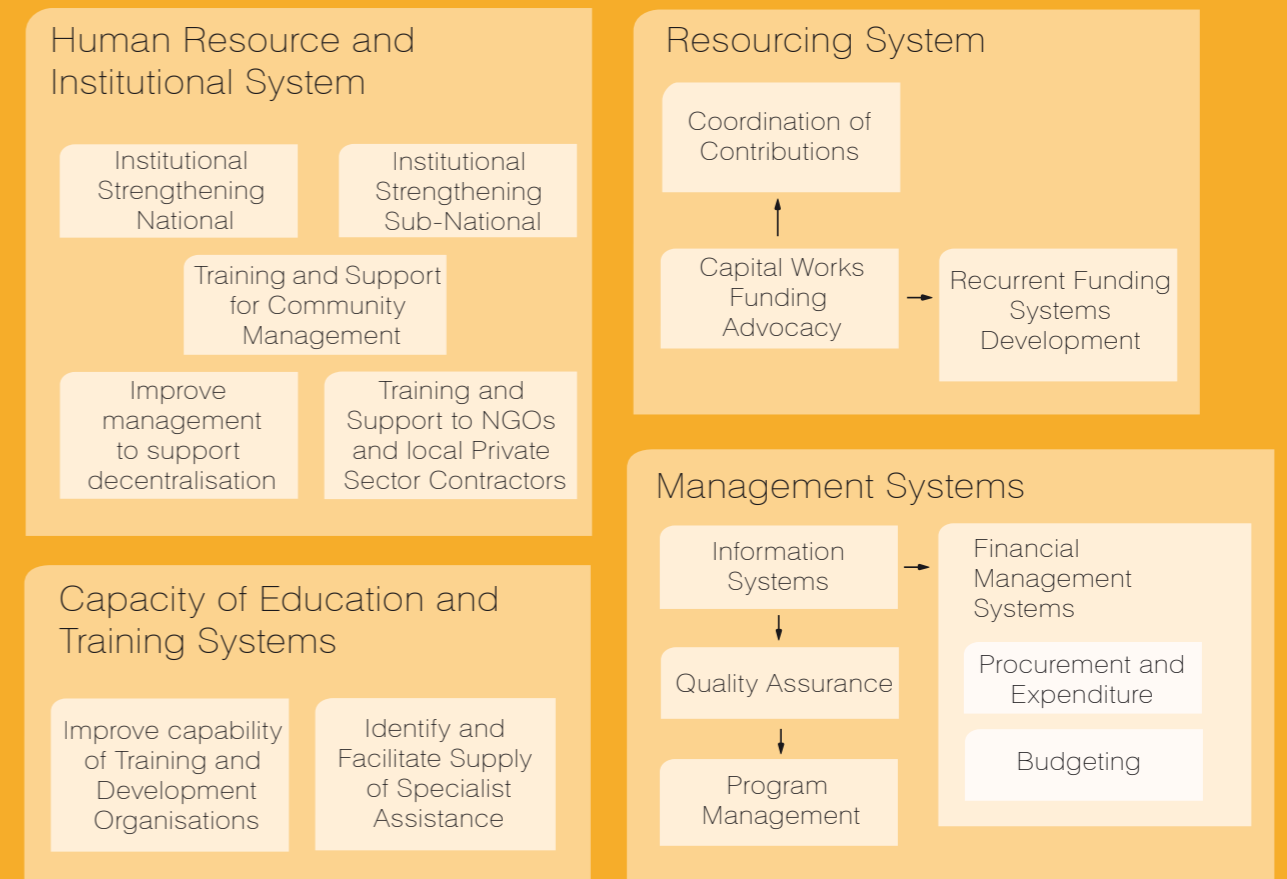 Human Resource and
Institutional System
Institutional
Strengthening
National
Institutional
Strengthening
Sub-National
Training and Support
for Community
Management
Improve
management
to support
decentralisation
Training and
Support to NGOs
and local Private
Sector Contractors
Capacity of Education and
Training Systems
Improve capability
of Training and
Development
Organisations
Identify and
Facilitate Supply
of Specialist
Assistance
Resourcing System
Coordination of
Contributions
Capital Works
Funding
Advocacy
Recurrent Funding
Systems
Development
Management Systems
Information
Systems
Quality Assurance
Program
Management
Financial
Management
Systems
Procurement and
Expenditure
Budgeting